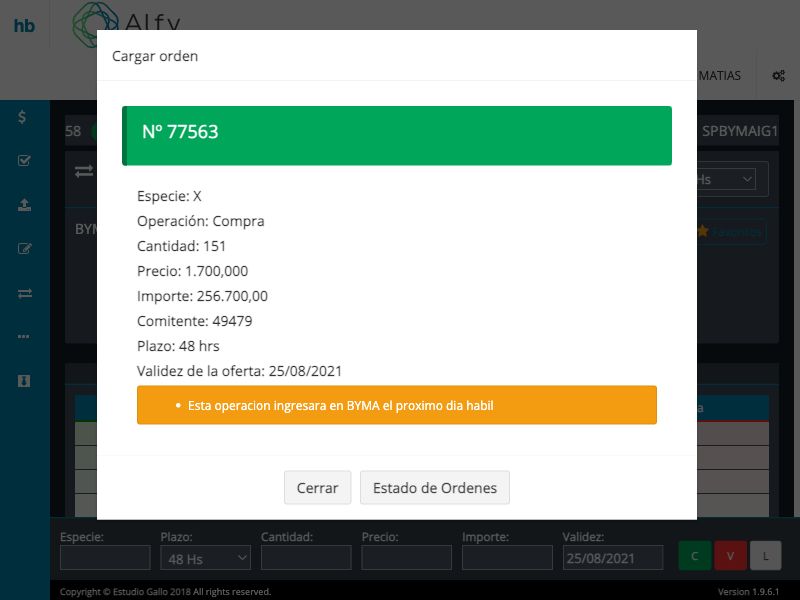 hb
Alfy
Cargar orden
MATIAS
Nº 77563
58
SPBYMAIG1
Hs
Especie: X
Operación: Compra
BYM
Favoritos
Cantidad: 151
Precio: 1.700,000
Importe: 256.700,00
Comitente: 49479
Plazo: 48 hrs
Validez de la oferta: 25/08/2021
• Esta operacion ingresara en BYMA el proximo dia habil
a
Cerrar
Estado de Ordenes
Especie: Plazo: Cantidad: Precio: Importe: Validez:
48 Hs 25/08/2021 C V L
Copyright © Estudio Gallo 2018 All rights reserved. Version 1.9.6.1